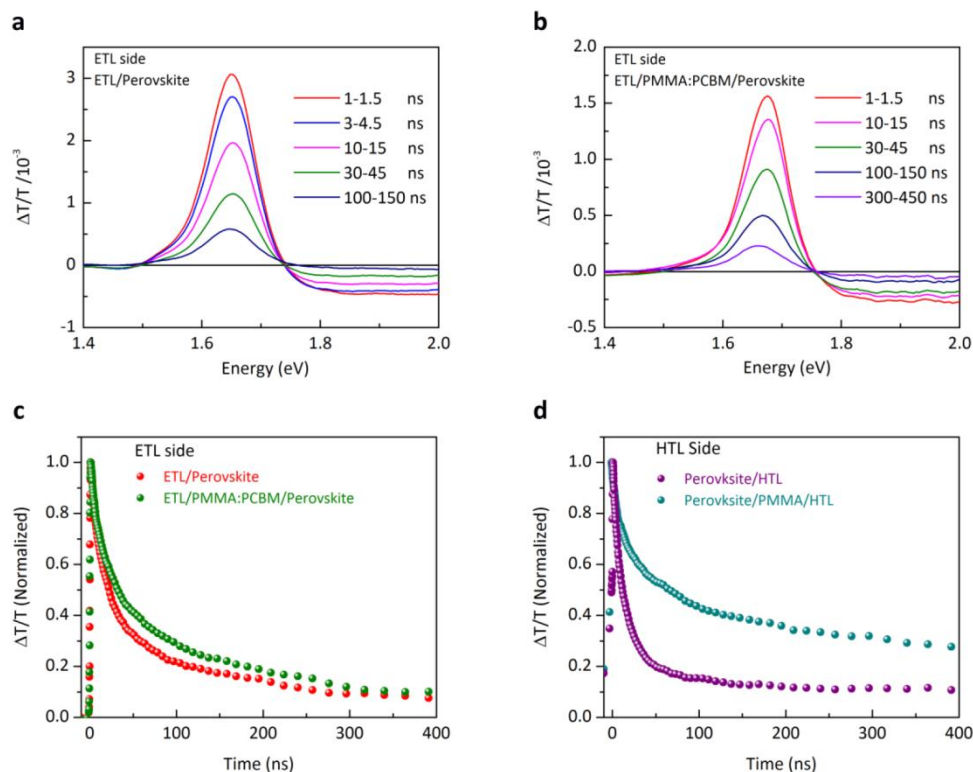 a
ETL side
ETL/Perovskite
1-1.5 ns
3-4.5 ns
10-15 ns
30-45 ns
100-150 ns
3
2
1
0
-1
ΔT/T /10⁻³
1.4
1.6
1.8
2.0
Energy (eV)
b
ETL side
ETL/PMMA:PCBM/Perovskite
1-1.5 ns
10-15 ns
30-45 ns
100-150 ns
300-450 ns
2.0
1.5
1.0
0.5
0.0
-0.5
ΔT/T /10⁻³
1.4
1.6
1.8
2.0
Energy (eV)
c
ETL side
ETL/Perovskite
ETL/PMMA:PCBM/Perovskite
1.0
0.8
0.6
0.4
0.2
0.0
ΔT/T (Normalized)
0
100
200
300
400
Time (ns)
d
HTL Side
Perovksite/HTL
Perovksite/PMMA/HTL
1.0
0.8
0.6
0.4
0.2
0.0
ΔT/T (Normalized)
0
100
200
300
400
Time (ns)